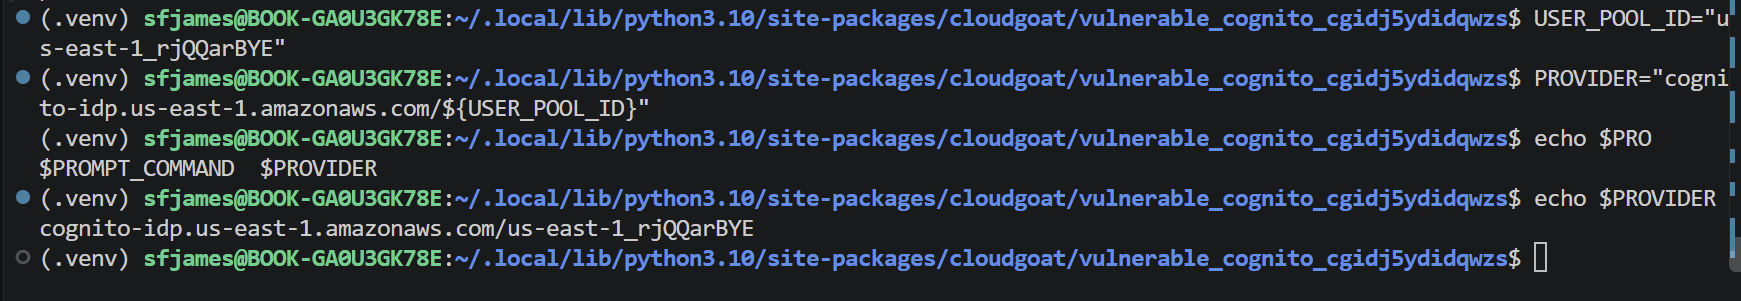 (.venv) sfjames@BOOK-GA0U3GK78E:~/.local/lib/python3.10/site-packages/cloudgoat/vulnerable_cognito_cgidj5ydidqwzs$ USER_POOL_ID="u
s-east-1_rjQQarBYE"
(.venv) sfjames@BOOK-GA0U3GK78E:~/.local/lib/python3.10/site-packages/cloudgoat/vulnerable_cognito_cgidj5ydidqwzs$ PROVIDER="cogni
to-idp.us-east-1.amazonaws.com/${USER_POOL_ID}"
(.venv) sfjames@BOOK-GA0U3GK78E:~/.local/lib/python3.10/site-packages/cloudgoat/vulnerable_cognito_cgidj5ydidqwzs$ echo $PRO
$PROMPT_COMMAND  $PROVIDER
(.venv) sfjames@BOOK-GA0U3GK78E:~/.local/lib/python3.10/site-packages/cloudgoat/vulnerable_cognito_cgidj5ydidqwzs$ echo $PROVIDER
cognito-idp.us-east-1.amazonaws.com/us-east-1_rjQQarBYE
(.venv) sfjames@BOOK-GA0U3GK78E:~/.local/lib/python3.10/site-packages/cloudgoat/vulnerable_cognito_cgidj5ydidqwzs$